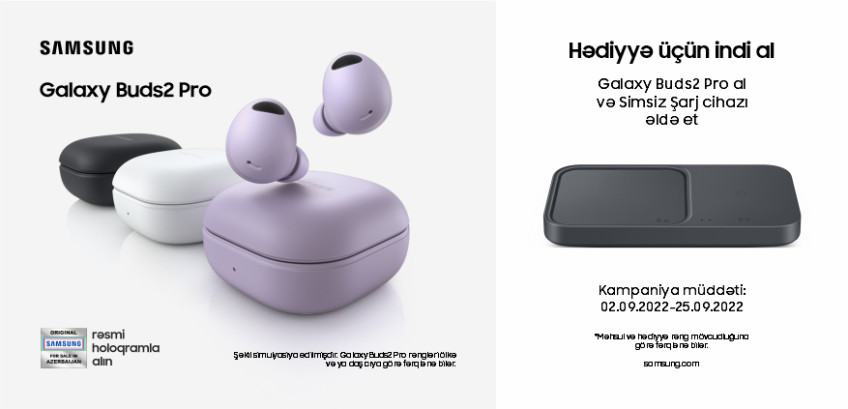 SAMSUNG
Galaxy Buds2 Pro
ORIGINAL
SAMSUNG
FOR SALE IN
AZERBAIJAN
rəsmi
holoqramla
alın
Şəkil simulyasiya edilmişdir. Galaxy Buds2 Pro rəngləri ölkə
və ya daşıcıya görə fərqlənə bilər.
Hədiyyə üçün indi al
Galaxy Buds2 Pro al
və Simsiz Şarj cihazı
əldə et
Kampaniya müddəti:
02.09.2022-25.09.2022
*Məhsul və hədiyyə rəng mövcudluğuna
görə fərqlənə bilər.
samsung.com